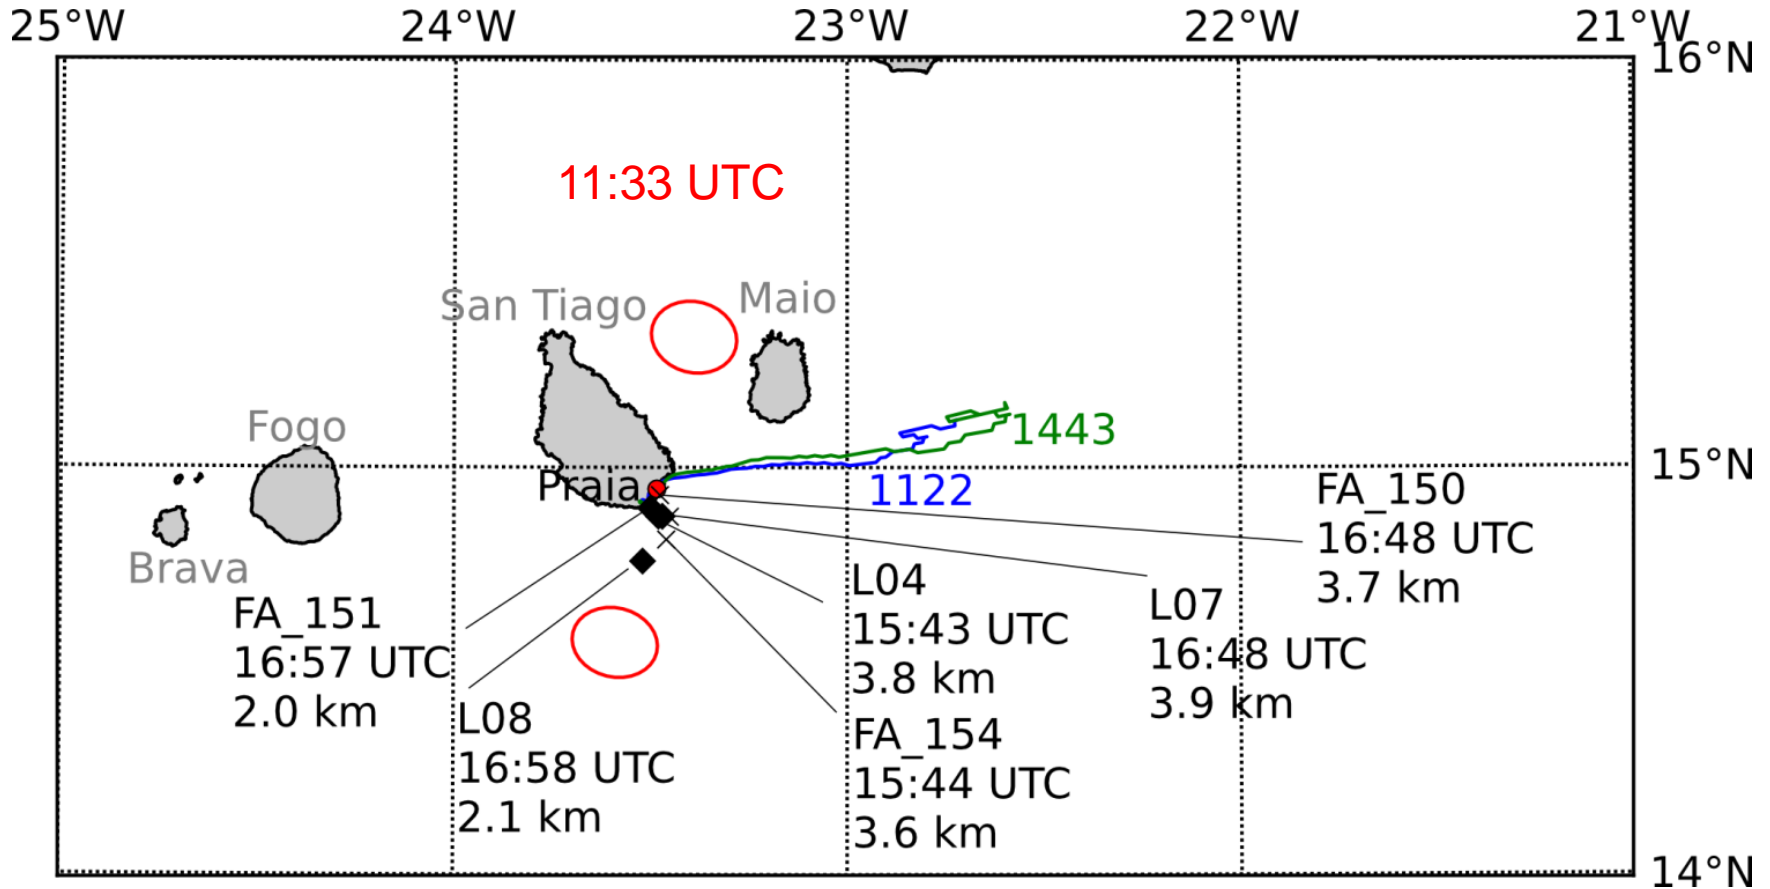 25°W 24°W 23°W 22°W 21°W
16°N
11:33 UTC
San Tiago
Maio
Fogo
1443
15°N
Praia
1122
Brava
FA_150
16:48 UTC
3.7 km
FA_151
16:57 UTC
2.0 km
L04
15:43 UTC
3.8 km
L07
16:48 UTC
3.9 km
L08
16:58 UTC
2.1 km
FA_154
15:44 UTC
3.6 km
14°N